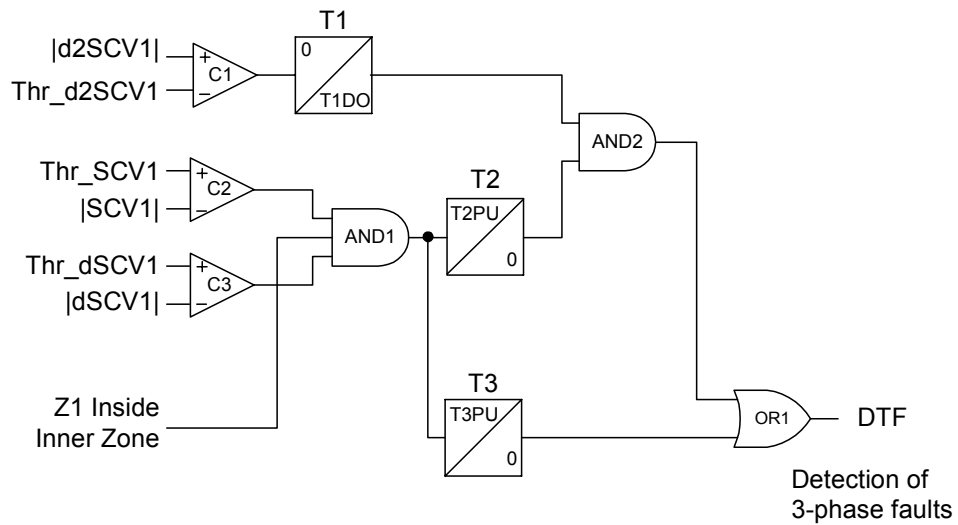 T1
|d2SCV1|
+
C1
−
Thr_d2SCV1
0
T1DO
AND2
Thr_SCV1
+
C2
−
|SCV1|
T2
T2PU
0
AND1
Thr_dSCV1
+
C3
−
|dSCV1|
Z1 Inside
Inner Zone
T3
T3PU
0
OR1
DTF
Detection of
3-phase faults